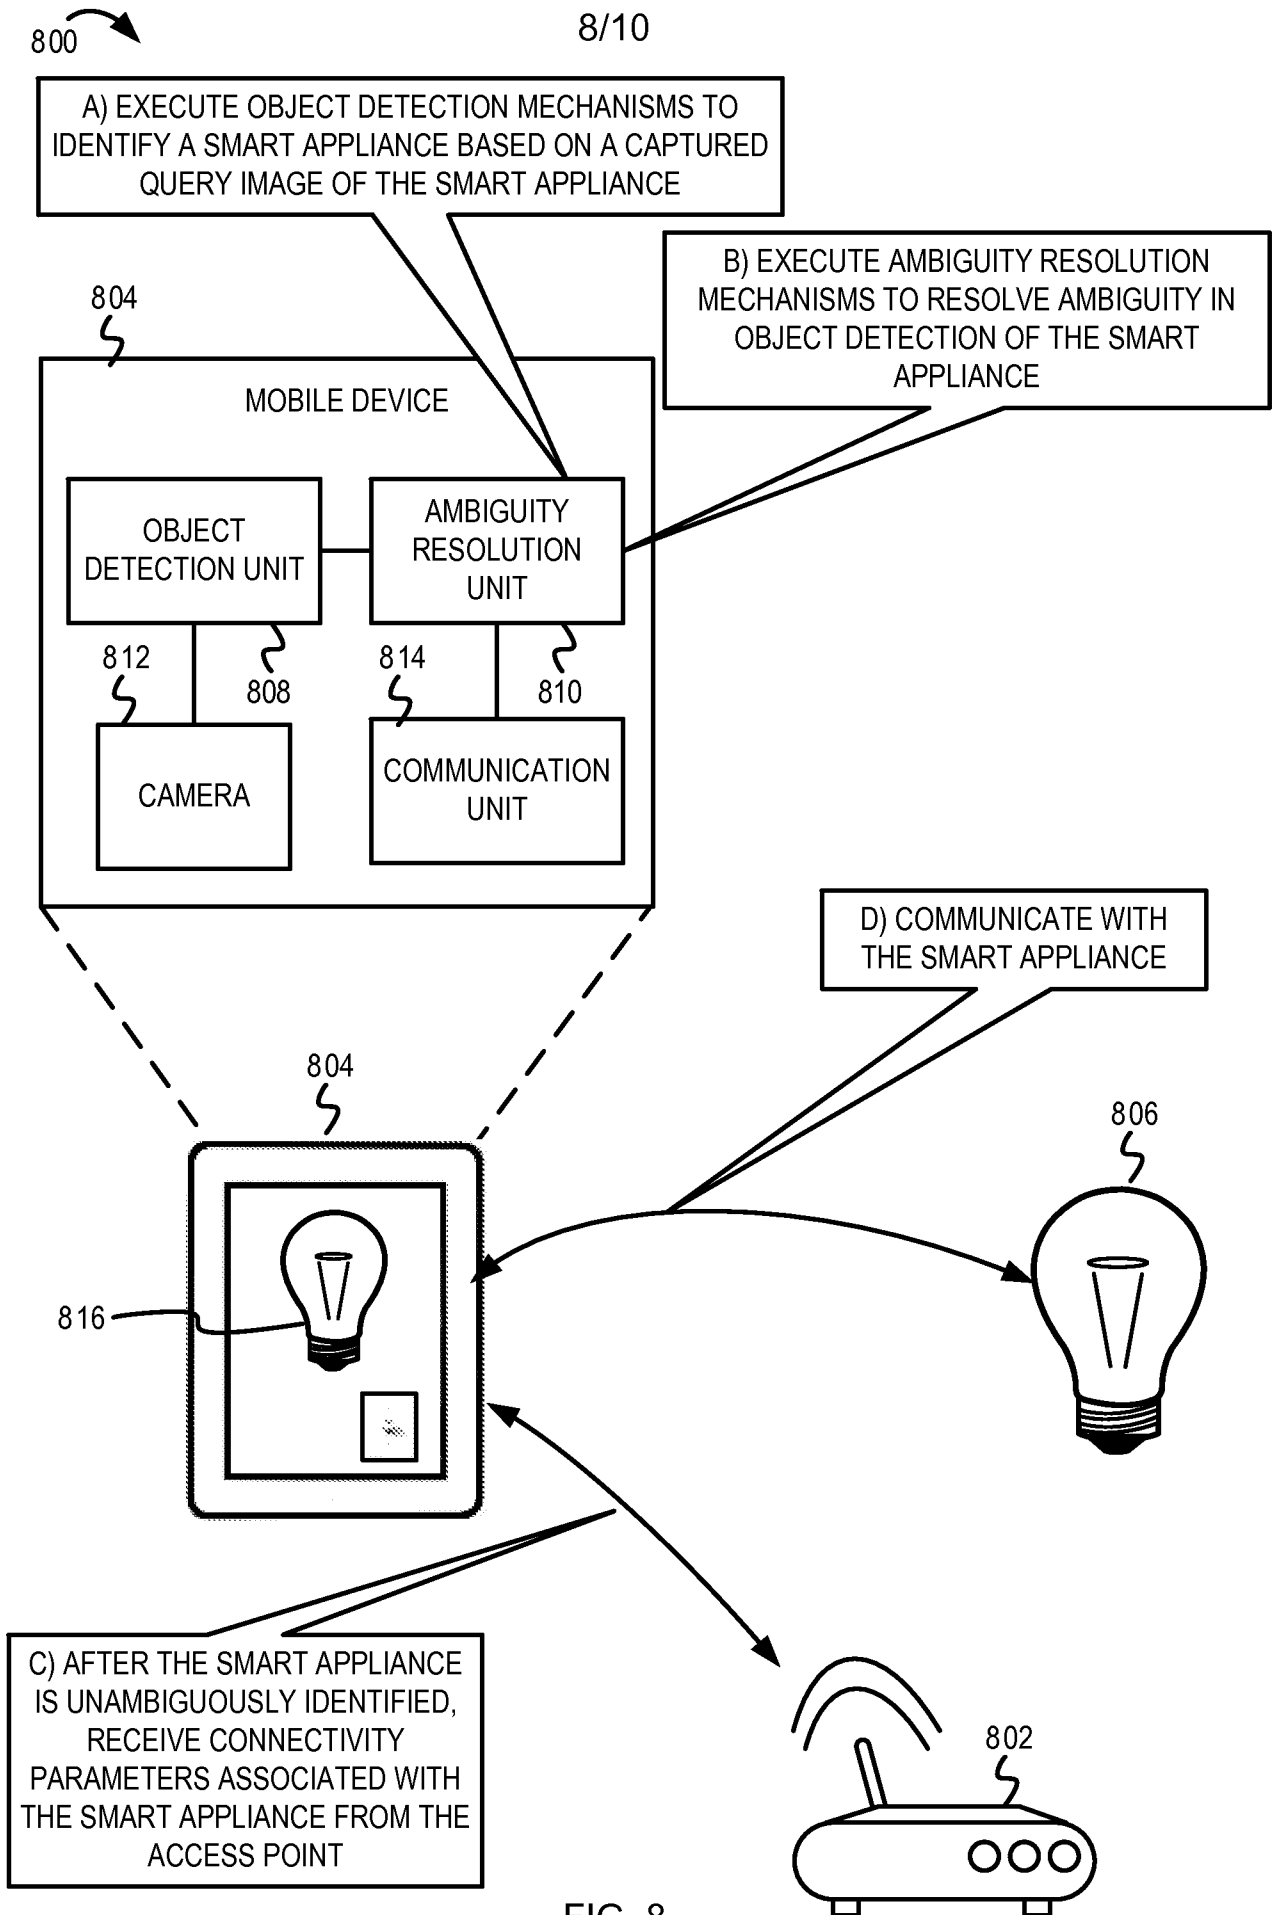 800
8/10
A) EXECUTE OBJECT DETECTION MECHANISMS TO
IDENTIFY A SMART APPLIANCE BASED ON A CAPTURED
QUERY IMAGE OF THE SMART APPLIANCE
B) EXECUTE AMBIGUITY RESOLUTION
MECHANISMS TO RESOLVE AMBIGUITY IN
OBJECT DETECTION OF THE SMART
APPLIANCE
804
MOBILE DEVICE
OBJECT
DETECTION UNIT
AMBIGUITY
RESOLUTION
UNIT
812
808
814
810
CAMERA
COMMUNICATION
UNIT
D) COMMUNICATE WITH
THE SMART APPLIANCE
804
806
816
C) AFTER THE SMART APPLIANCE
IS UNAMBIGUOUSLY IDENTIFIED,
RECEIVE CONNECTIVITY
PARAMETERS ASSOCIATED WITH
THE SMART APPLIANCE FROM THE
ACCESS POINT
802
FIG. 8